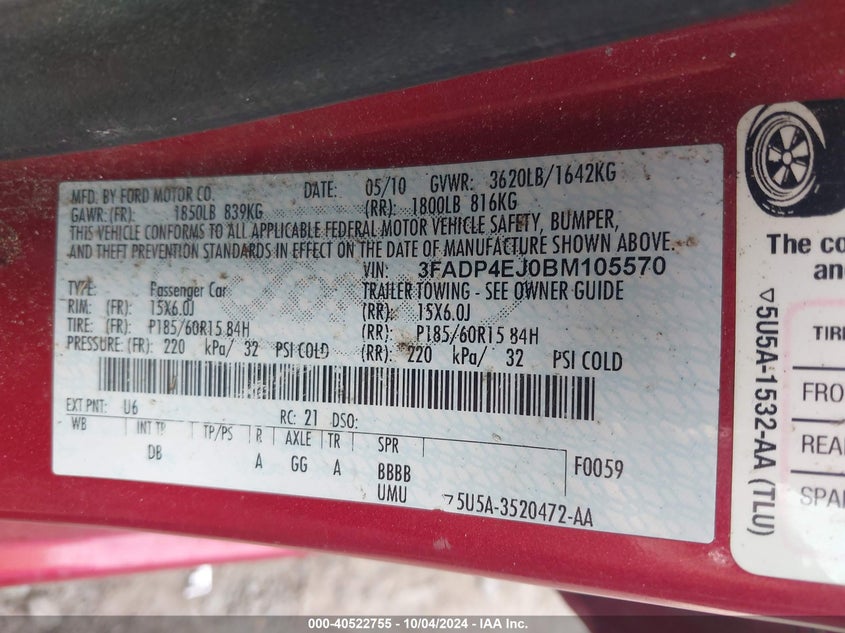 MFD. BY FORD MOTOR CO. DATE: 05/10 GVWR: 3620LB/1642KG
GAWR: (FR): 1850LB 839KG (RR): 1800LB 816KG
THIS VEHICLE CONFORMS TO ALL APPLICABLE FEDERAL MOTOR VEHICLE SAFETY, BUMPER,
AND THEFT PREVENTION STANDARDS IN EFFECT ON THE DATE OF MANUFACTURE SHOWN ABOVE.
VIN: 3FADP4EJ0BM105570
TYPE: Passenger Car TRAILER TOWING - SEE OWNER GUIDE
RIM: (FR): 15X6.0J (RR): 15X6.0J
TIRE: (FR): P185/60R15 84H (RR): P185/60R15 84H
PRESSURE: (FR): 220 kPa/ 32 PSI COLD (RR): 220 kPa/ 32 PSI COLD
EXT PNT: U6 RC: 21 DSO:
WB INT TR TP/PS R AXLE TR SPR
DB A GG A BBBB F0059
UMU ▽5U5A-3520472-AA
The co
an
▽5U5A-1532-AA (TLU)
TIRE
FRO
REA
SPA
000-40522755 - 10/04/2024 - IAA Inc.